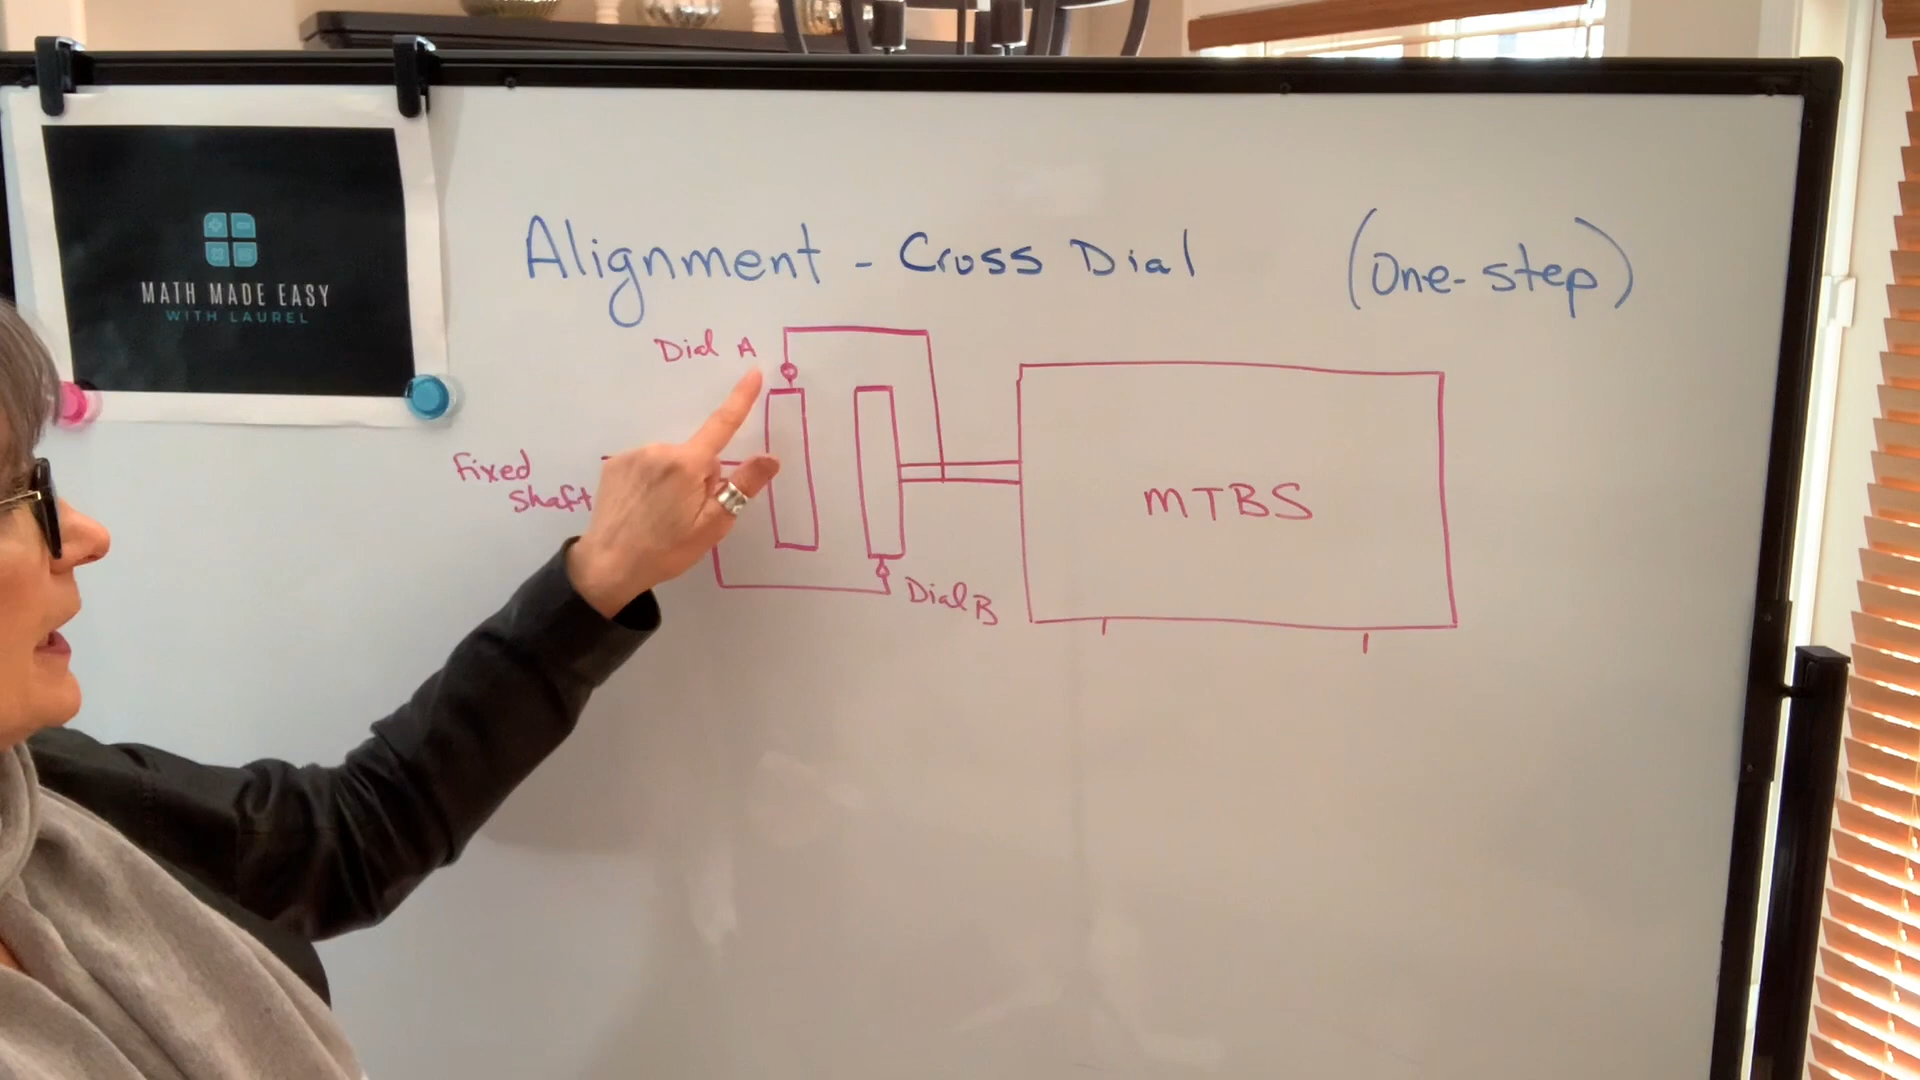 Alignment - Cross Dial (One-step)
MATH MADE EASY
WITH LAUREL
Dial A
Fixed
Shaft
MTBS
Dial B